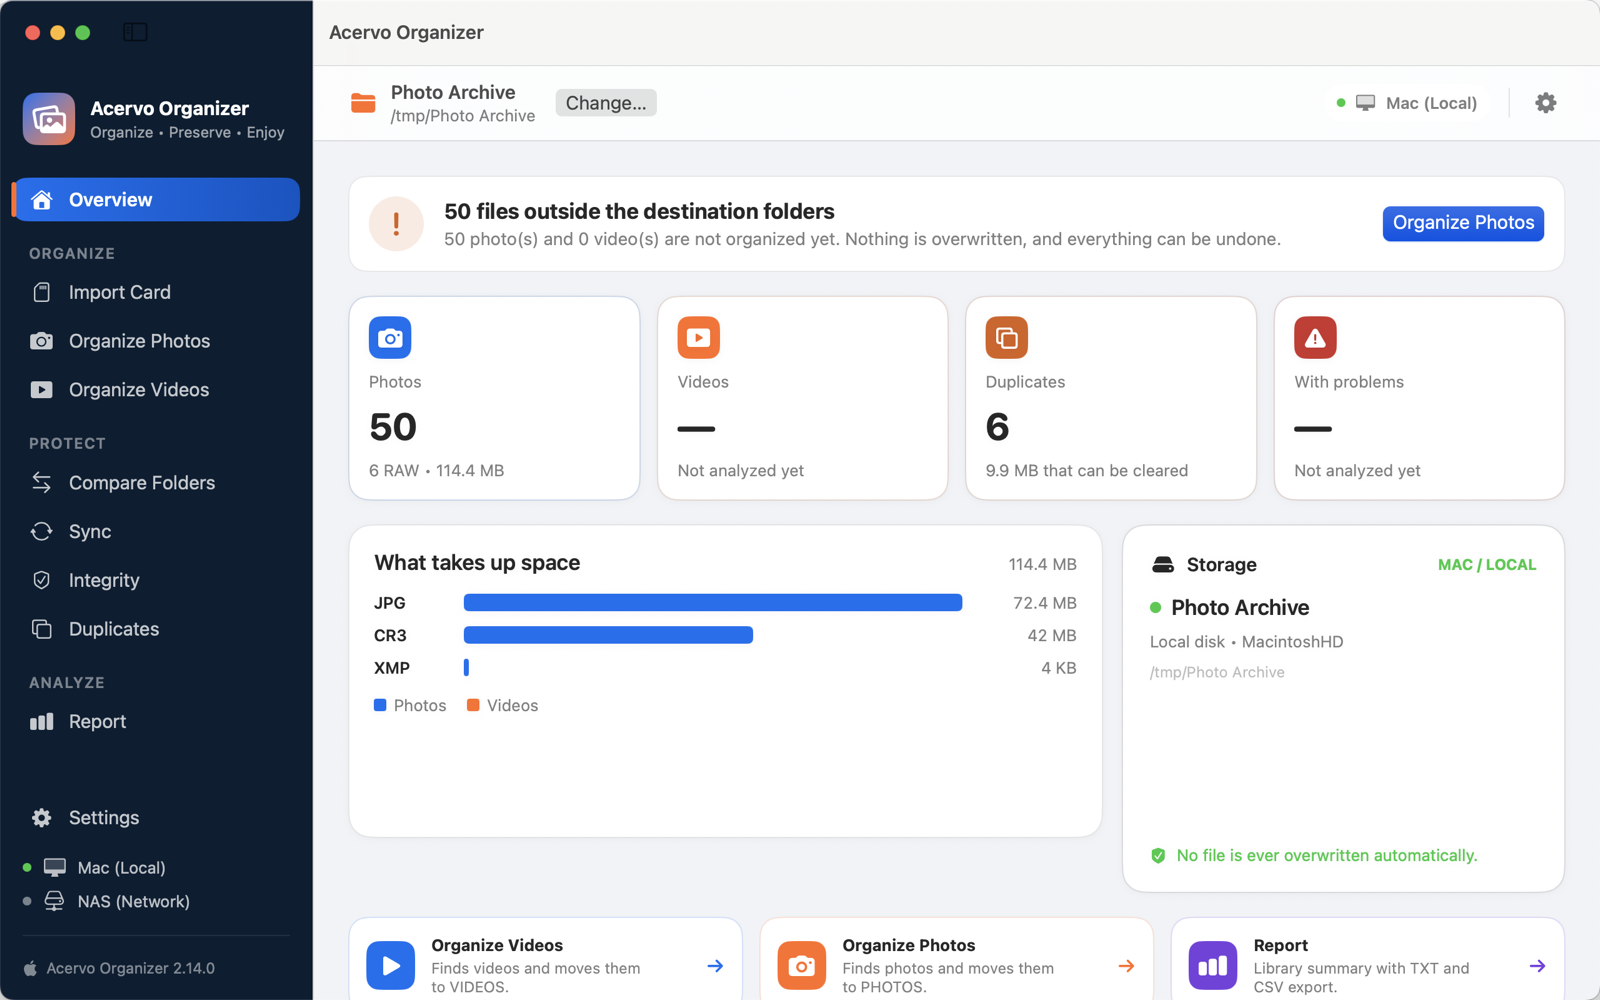 Acervo Organizer
Organize • Preserve • Enjoy
Overview
ORGANIZE
Import Card
Organize Photos
Organize Videos
PROTECT
Compare Folders
Sync
Integrity
Duplicates
ANALYZE
Report
Settings
Mac (Local)
NAS (Network)
Acervo Organizer 2.14.0
Acervo Organizer
Photo Archive
/tmp/Photo Archive
Change...
Mac (Local)
50 files outside the destination folders
50 photo(s) and 0 video(s) are not organized yet. Nothing is overwritten, and everything can be undone.
Organize Photos
Photos
50
6 RAW • 114.4 MB
Videos
—
Not analyzed yet
Duplicates
6
9.9 MB that can be cleared
With problems
—
Not analyzed yet
What takes up space
114.4 MB
JPG
72.4 MB
CR3
42 MB
XMP
4 KB
Photos
Videos
Storage
MAC / LOCAL
Photo Archive
Local disk • MacintoshHD
/tmp/Photo Archive
No file is ever overwritten automatically.
Organize Videos
Finds videos and moves them
to VIDEOS.
Organize Photos
Finds photos and moves them
to PHOTOS.
Report
Library summary with TXT and
CSV export.